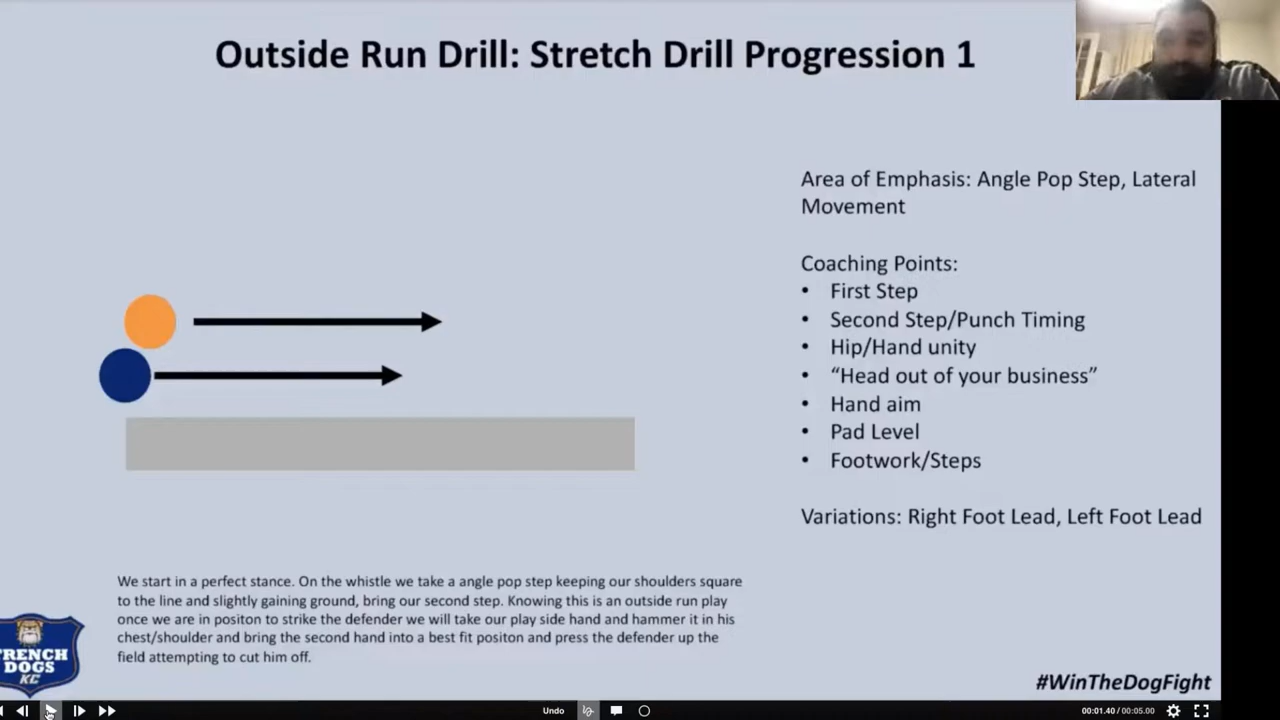 Outside Run Drill: Stretch Drill Progression 1
Area of Emphasis: Angle Pop Step, Lateral
Movement
Coaching Points:
• First Step
• Second Step/Punch Timing
• Hip/Hand unity
• “Head out of your business”
• Hand aim
• Pad Level
• Footwork/Steps
Variations: Right Foot Lead, Left Foot Lead
We start in a perfect stance. On the whistle we take a angle pop step keeping our shoulders square
to the line and slightly gaining ground, bring our second step. Knowing this is an outside run play
once we are in positon to strike the defender we will take our play side hand and hammer it in his
chest/shoulder and bring the second hand into a best fit positon and press the defender up the
field attempting to cut him off.
TRENCH
DOGS
KC
#WinTheDogFight
Undo
00:01.40 / 00:05.00